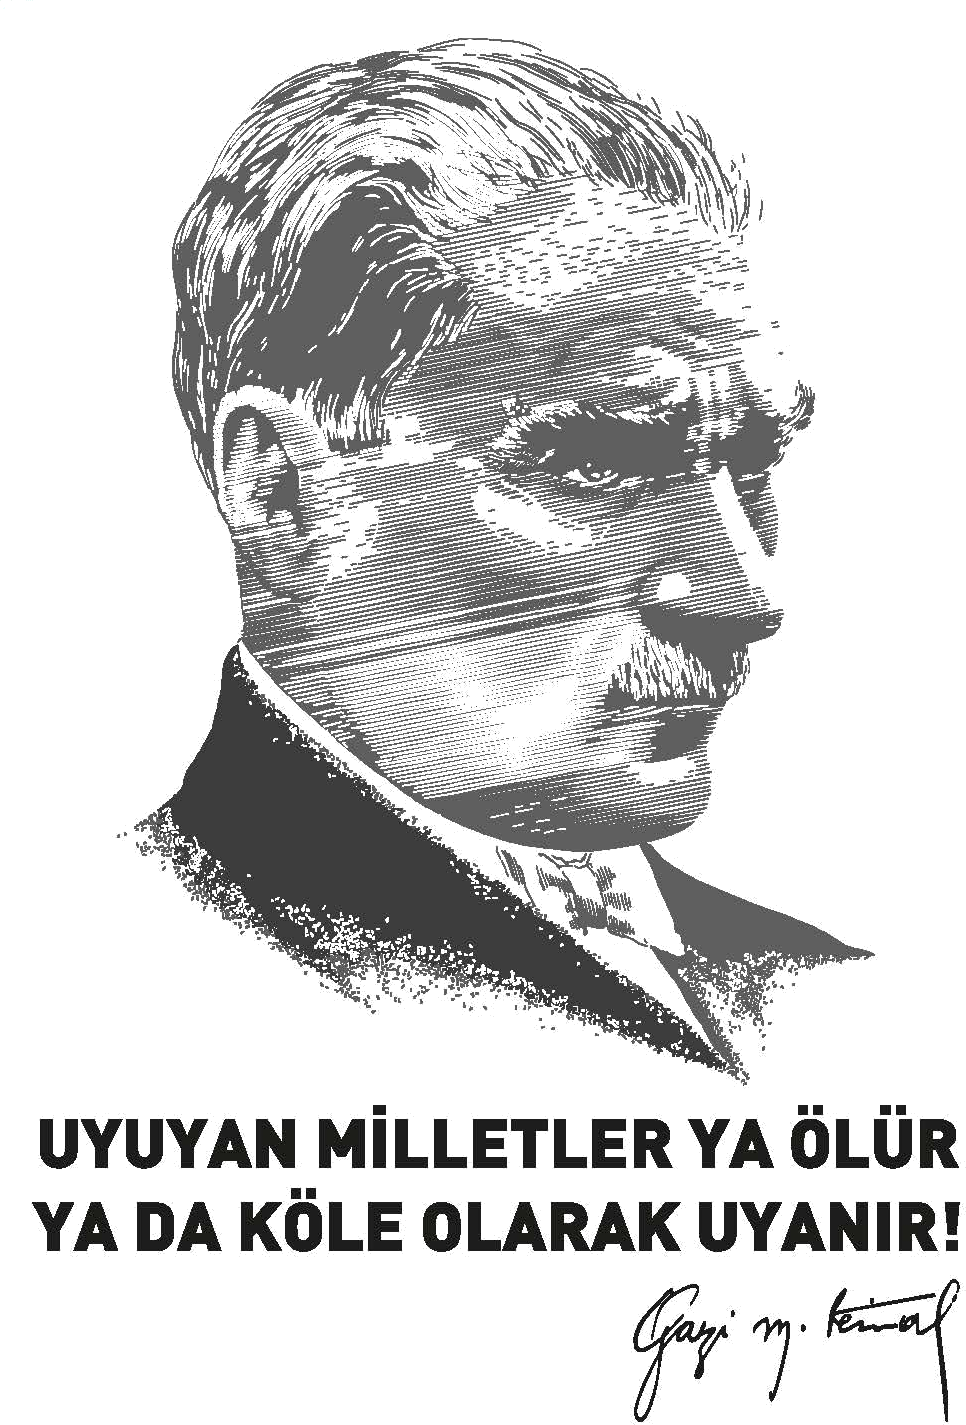 UYUYAN MİLLETLER YA ÖLÜR
YA DA KÖLE OLARAK UYANIR!
Gazi M. Kemal